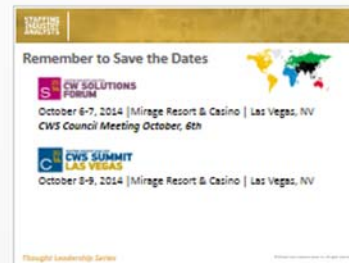 STAFFING
INDUSTRY
ANALYSTS
Remember to Save the Dates
S
CW SOLUTIONS
FORUM
October 6-7, 2014 |Mirage Resort & Casino | Las Vegas, NV
CWS Council Meeting October, 6th
C
CWS SUMMIT
LAS VEGAS
October 8-9, 2014 |Mirage Resort & Casino | Las Vegas, NV
Thought Leadership Series